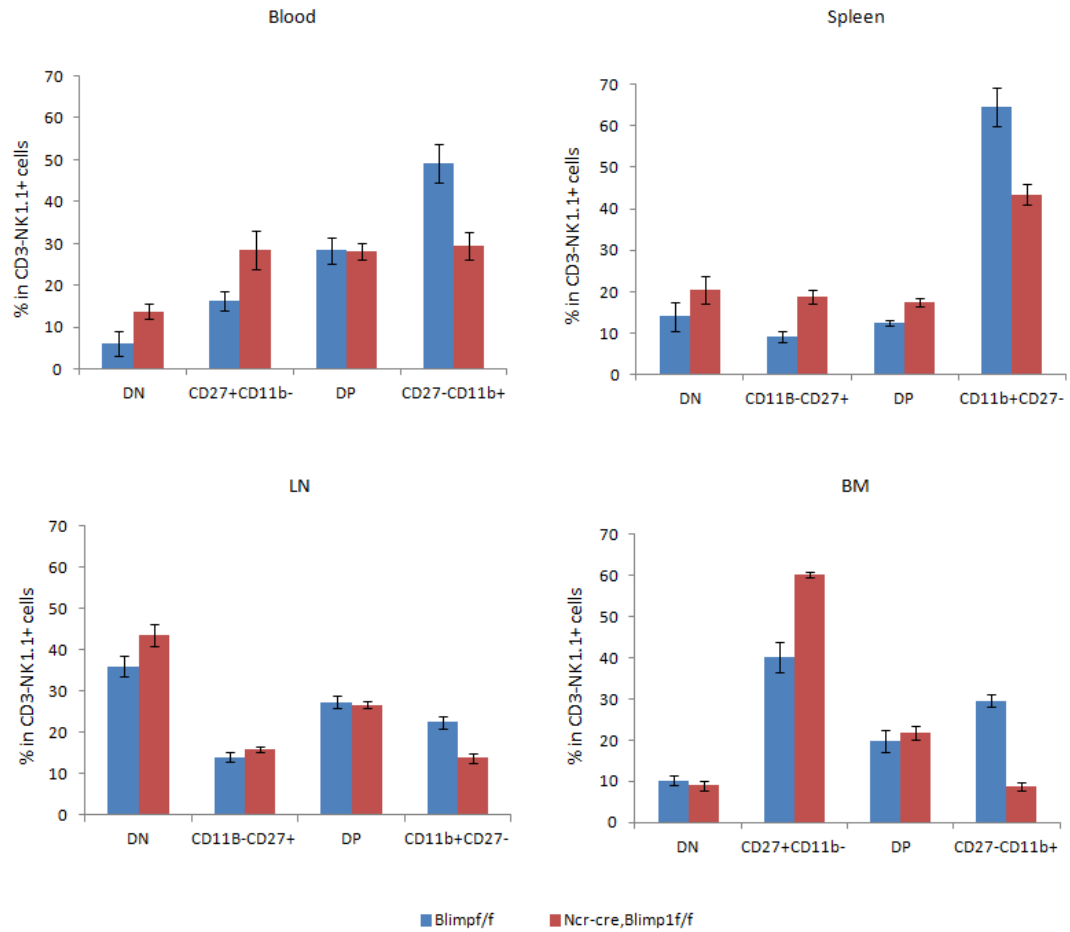 Blood
% in CD3-NK1.1+ cells
70
60
50
40
30
20
10
0
DN CD27+CD11b- DP CD27-CD11b+
Spleen
% in CD3-NK1.1+ cells
70
60
50
40
30
20
10
0
DN CD11B-CD27+ DP CD11b+CD27-
LN
% in CD3-NK1.1+ cells
70
60
50
40
30
20
10
0
DN CD11B-CD27+ DP CD11b+CD27-
BM
% in CD3-NK1.1+ cells
70
60
50
40
30
20
10
0
DN CD27+CD11b- DP CD27-CD11b+
Blimpf/f Ncr-cre,Blimp1f/f